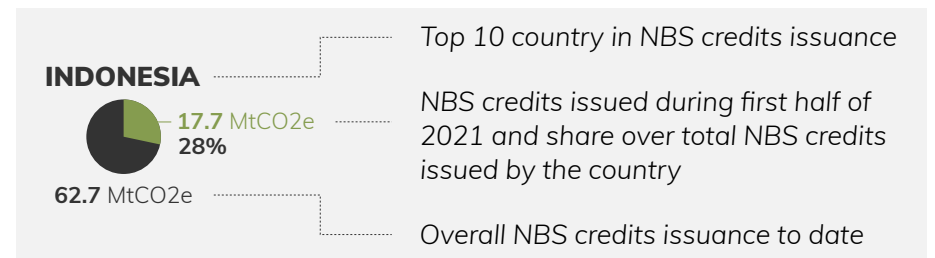 Top 10 country in NBS credits issuance
INDONESIA
NBS credits issued during first half of
2021 and share over total NBS credits
issued by the country
17.7 MtCO2e
28%
62.7 MtCO2e
Overall NBS credits issuance to date